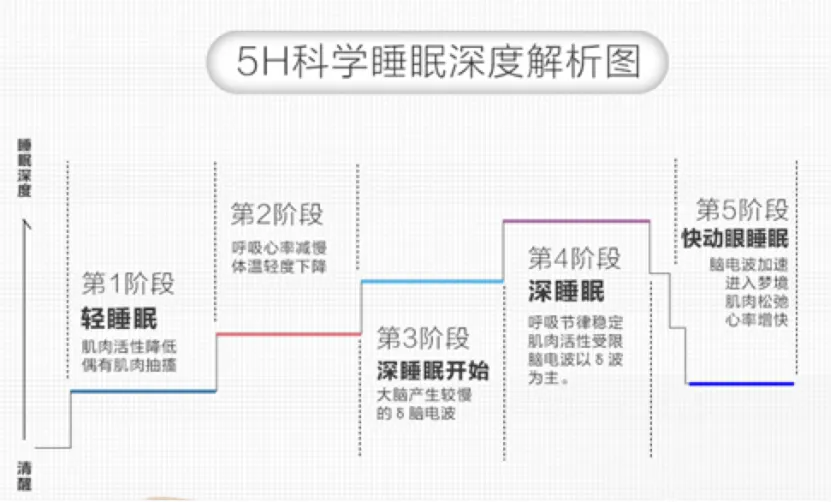 5H科学睡眠深度解析图
睡眠深度
清醒
第1阶段
轻睡眠
肌肉活性降低
偶有肌肉抽搐
第2阶段
呼吸心率减慢
体温轻度下降
第3阶段
深睡眠开始
大脑产生较慢
的δ脑电波
第4阶段
深睡眠
呼吸节律稳定
肌肉活性受限
脑电波以δ波
为主。
第5阶段
快动眼睡眠
脑电波加速
进入梦境
肌肉松弛
心率增快